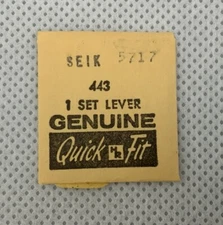 SEIK 5717
443
1 SET LEVER
GENUINE
Quick Fit